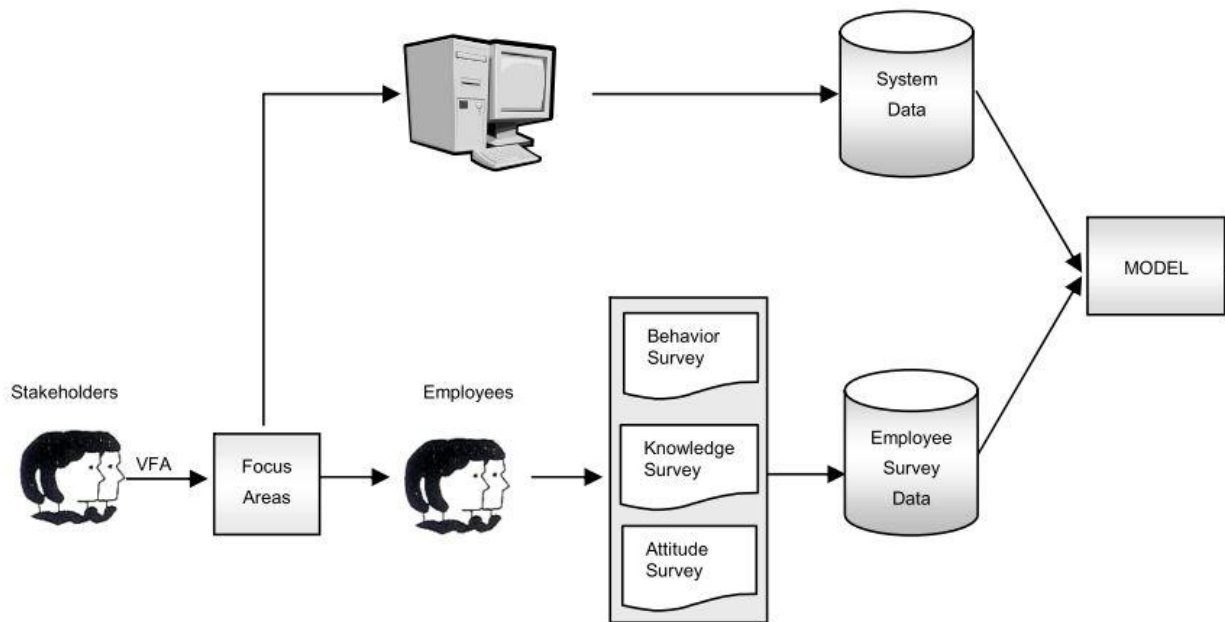 System
Data
MODEL
Behavior
Survey
Stakeholders
Employees
VFA
Focus
Areas
Knowledge
Survey
Employee
Survey
Data
Attitude
Survey